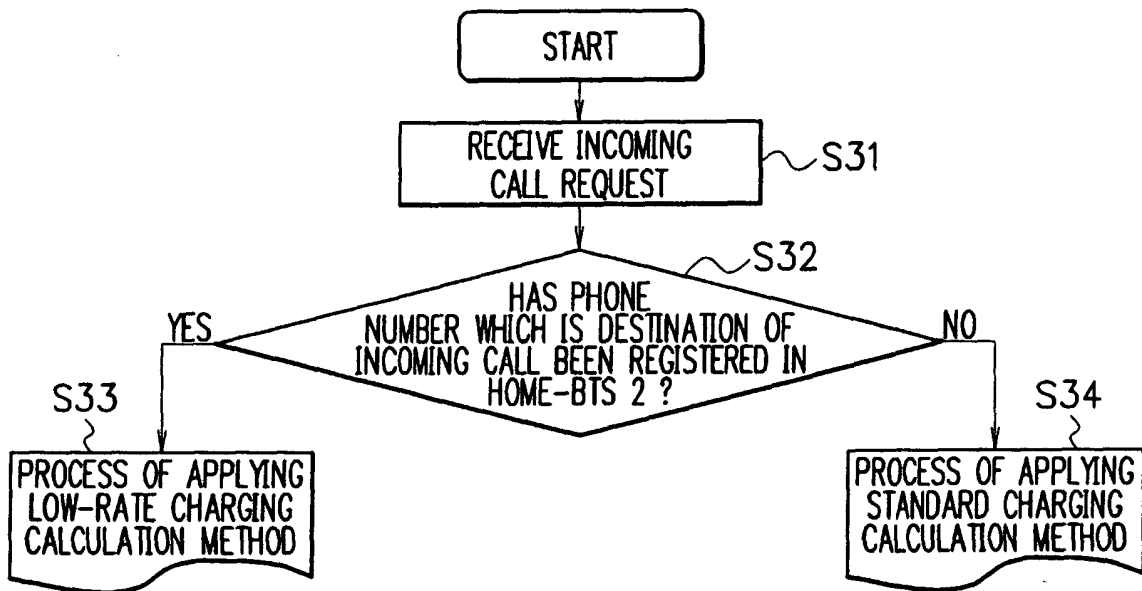 START
RECEIVE INCOMING
CALL REQUEST
S31
S32
HAS PHONE
NUMBER WHICH IS DESTINATION OF
INCOMING CALL BEEN REGISTERED IN
HOME-BTS 2 ?
YES
NO
S33
PROCESS OF APPLYING
LOW-RATE CHARGING
CALCULATION METHOD
S34
PROCESS OF APPLYING
STANDARD CHARGING
CALCULATION METHOD